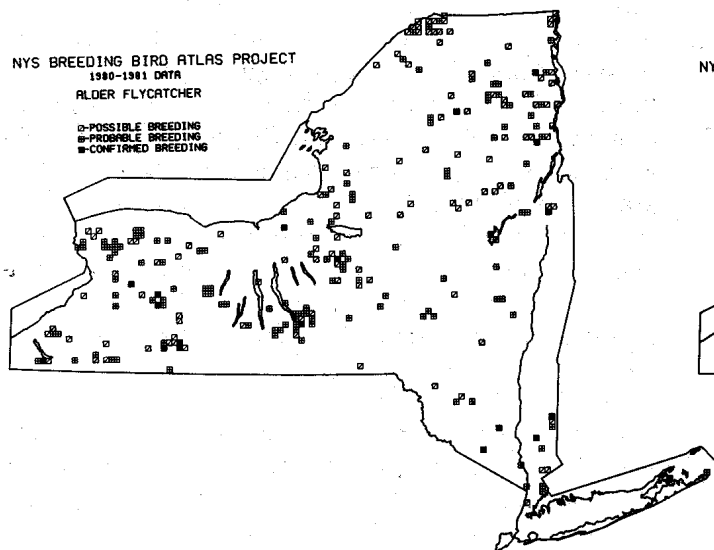 NYS BREEDING BIRD ATLAS PROJECT
1980-1981 DATA
ALDER FLYCATCHER
-POSSIBLE BREEDING
-PROBABLE BREEDING
-CONFIRMED BREEDING
NY